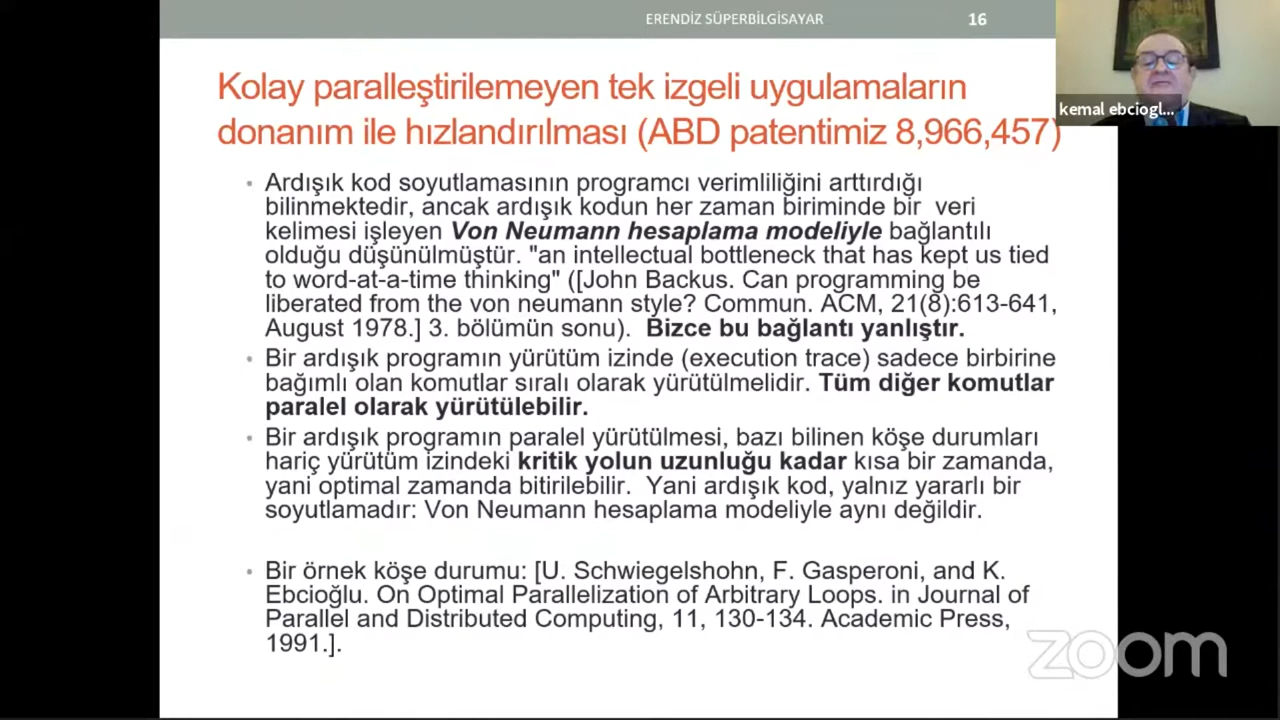 ERENDİZ SÜPERBİLGİSAYAR
16
kemal ebciogl...
Kolay paralleştirilemeyen tek izgeli uygulamaların
donanım ile hızlandırılması (ABD patentimiz 8,966,457)
• Ardışık kod soyutlamasının programcı verimliliğini arttırdığı
bilinmektedir, ancak ardışık kodun her zaman biriminde bir veri
kelimesi işleyen Von Neumann hesaplama modeliyle bağlantılı
olduğu düşünülmüştür. "an intellectual bottleneck that has kept us tied
to word-at-a-time thinking" ([John Backus. Can programming be
liberated from the von neumann style? Commun. ACM, 21(8):613-641,
August 1978.] 3. bölümün sonu). Bizce bu bağlantı yanlıştır.
• Bir ardışık programın yürütüm izinde (execution trace) sadece birbirine
bağımlı olan komutlar sıralı olarak yürütülmelidir. Tüm diğer komutlar
paralel olarak yürütülebilir.
• Bir ardışık programın paralel yürütülmesi, bazı bilinen köşe durumları
hariç yürütüm izindeki kritik yolun uzunluğu kadar kısa bir zamanda,
yani optimal zamanda bitirilebilir. Yani ardışık kod, yalnız yararlı bir
soyutlamadır: Von Neumann hesaplama modeliyle aynı değildir.
• Bir örnek köşe durumu: [U. Schwiegelshohn, F. Gasperoni, and K.
Ebcioğlu. On Optimal Parallelization of Arbitrary Loops. in Journal of
Parallel and Distributed Computing, 11, 130-134. Academic Press,
1991.].
zoom